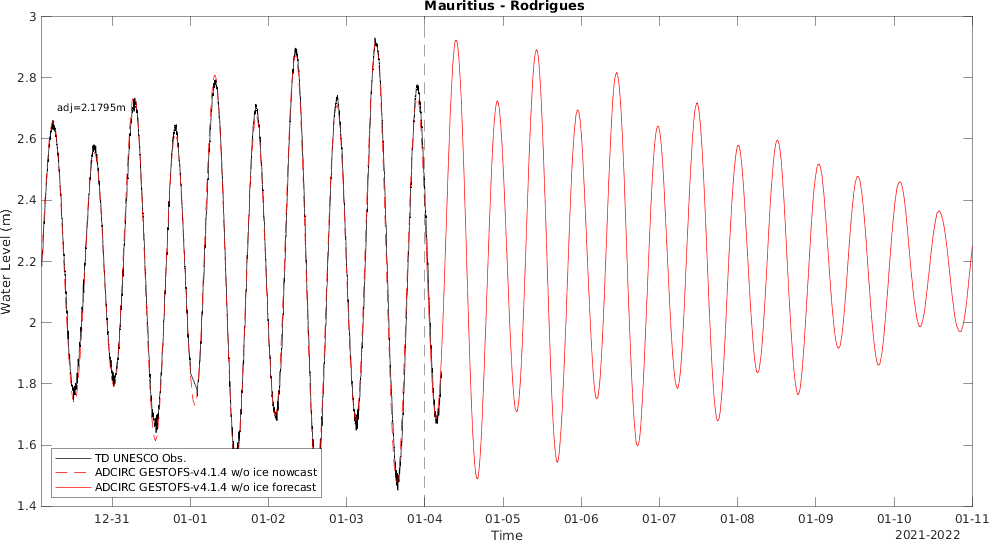 Mauritius - Rodrigues
Water Level (m)
3
2.8
2.6
2.4
2.2
2
1.8
1.6
1.4
adj=2.1795m
TD UNESCO Obs.
ADCIRC GESTOFS-v4.1.4 w/o ice nowcast
ADCIRC GESTOFS-v4.1.4 w/o ice forecast
12-31 01-01 01-02 01-03 01-04 01-05 01-06 01-07 01-08 01-09 01-10 01-11
Time
2021-2022